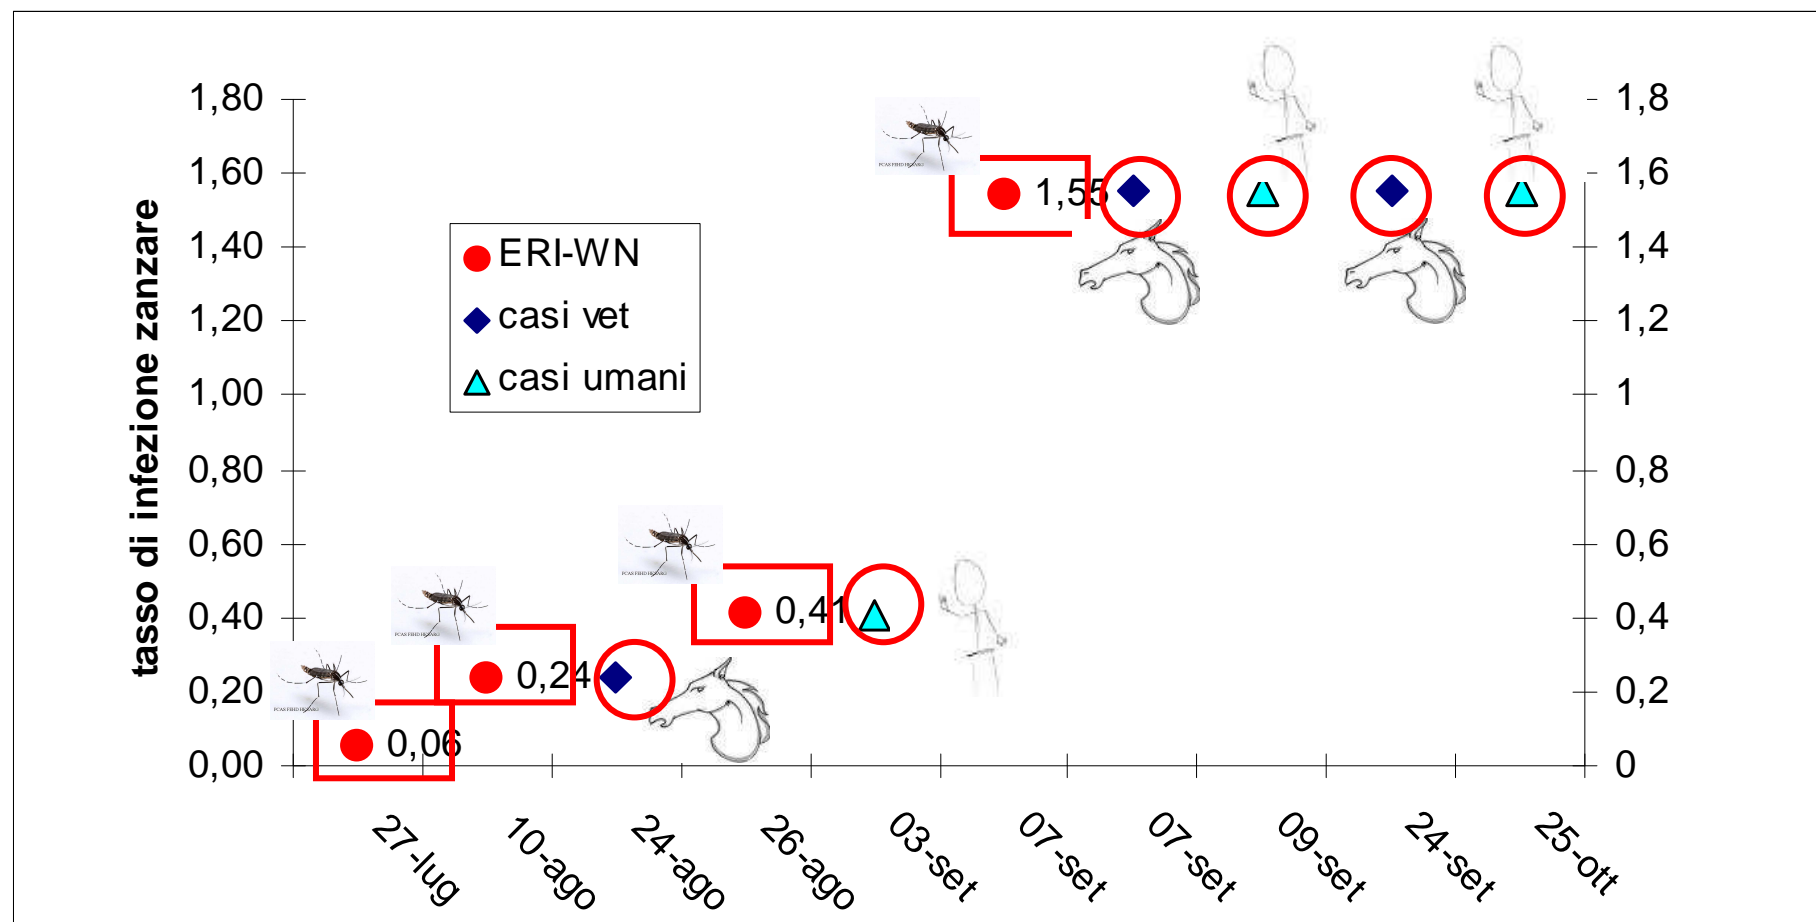 tasso di infezione zanzare
1,80
1,60
1,40
1,20
1,00
0,80
0,60
0,40
0,20
0,00
1,8
1,6
1,4
1,2
1
0,8
0,6
0,4
0,2
0
ERI-WN
casi vet
casi umani
0,06
0,24
0,41
1,55
27-lug
10-ago
24-ago
26-ago
03-set
07-set
07-set
09-set
24-set
25-ott